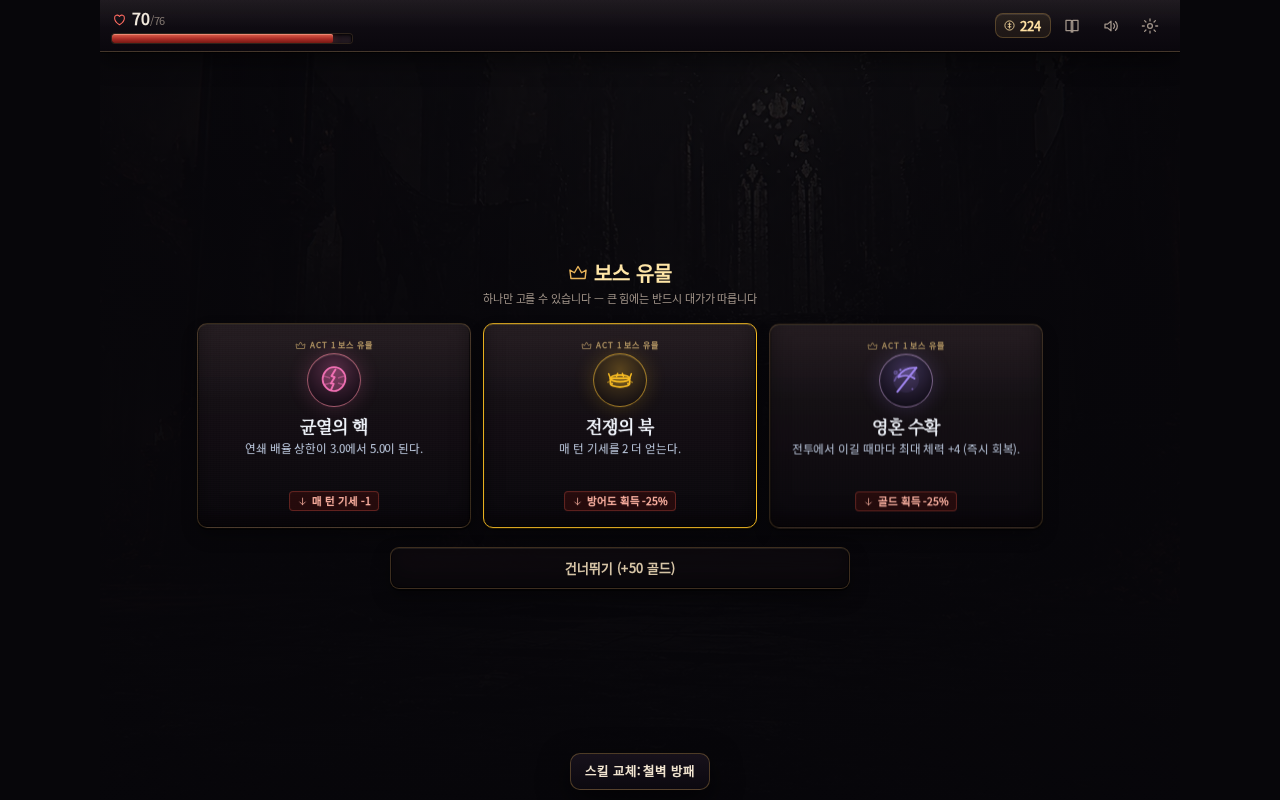 70/76
224
보스 유물
하나만 고를 수 있습니다 — 큰 힘에는 반드시 대가가 따릅니다
ACT 1 보스 유물
균열의 핵
연쇄 배율 상한이 3.0에서 5.0이 된다.
↓ 매 턴 기세 -1
ACT 1 보스 유물
전쟁의 북
매 턴 기세를 2 더 얻는다.
↓ 방어도 획득 -25%
ACT 1 보스 유물
영혼 수확
전투에서 이길 때마다 최대 체력 +4 (즉시 회복).
↓ 골드 획득 -25%
건너뛰기 (+50 골드)
스킬 교체: 철벽 방패